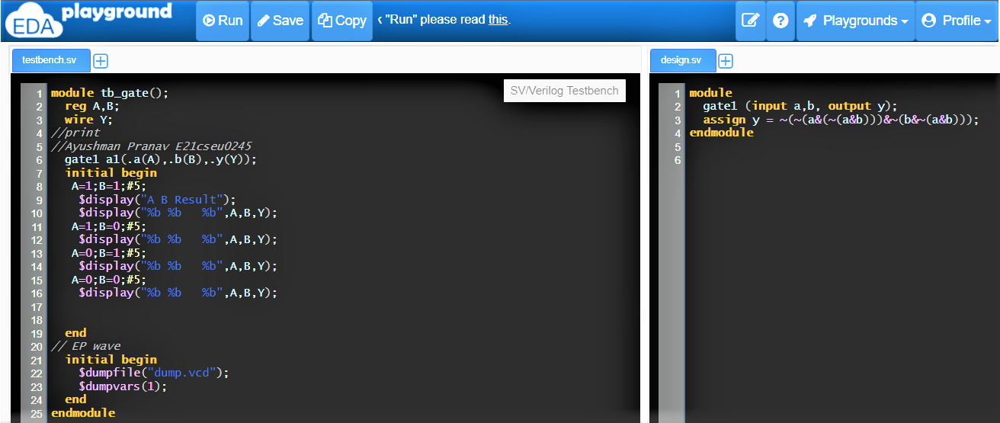 EDA playground
Run Save Copy ‹ "Run" please read this. Playgrounds Profile
testbench.sv
SV/Verilog Testbench
1 module tb_gate();
2 reg A,B;
3 wire Y;
4 //print
5 //Ayushman Pranav E21cseu0245
6 gate1 a1(.a(A),.b(B),.y(Y));
7 initial begin
8 A=1;B=1;#5;
9 $display("A B Result");
10 $display("%b %b   %b",A,B,Y);
11 A=1;B=0;#5;
12 $display("%b %b   %b",A,B,Y);
13 A=0;B=1;#5;
14 $display("%b %b   %b",A,B,Y);
15 A=0;B=0;#5;
16 $display("%b %b   %b",A,B,Y);
17
18
19 end
20 // EP wave
21 initial begin
22 $dumpfile("dump.vcd");
23 $dumpvars(1);
24 end
25 endmodule
design.sv
1 module
2 gate1 (input a,b, output y);
3 assign y = ~(~(a&(~(a&b)))&~(b&~(a&b)));
4 endmodule
5
6